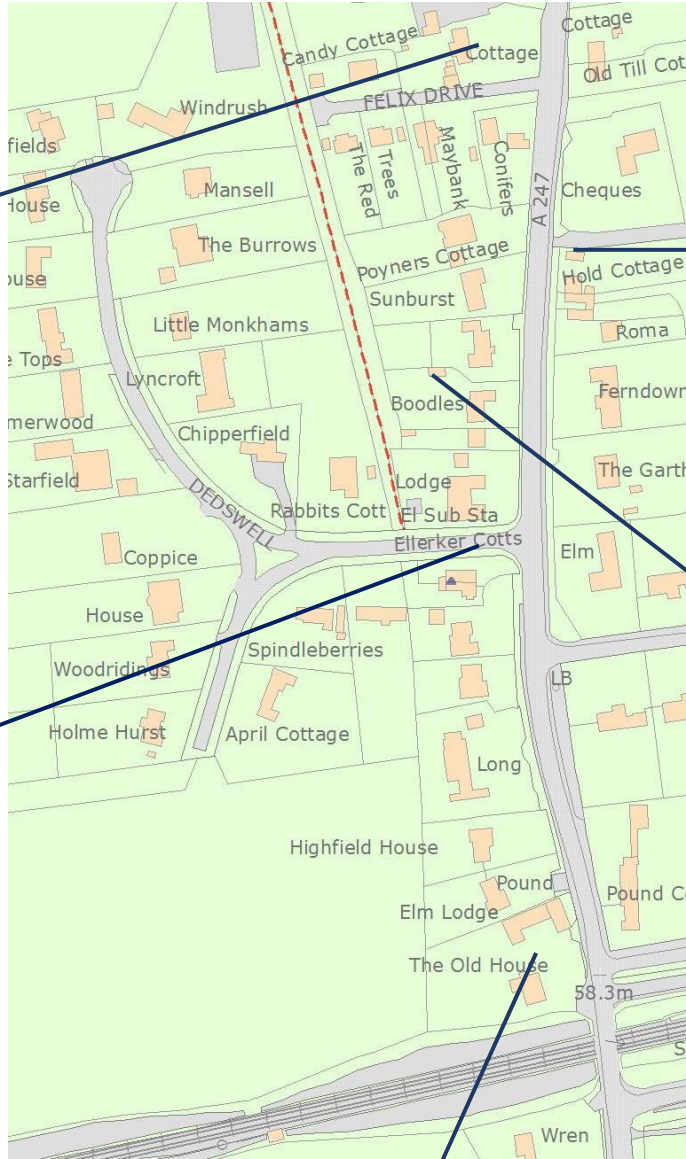 Cottage
Candy Cottage
Cottage
Old Till Cot
Windrush
FELIX DRIVE
fields
The Red
Trees
Maybank
Conifers
A 247
Mansell
Cheques
House
The Burrows
Poyners Cottage
Hold Cottage
ouse
Sunburst
Little Monkhams
Roma
e Tops
Lyncroft
Boodles
Ferndown
merwood
Chipperfield
Starfield
Lodge
The Garth
DEDSWELL
Rabbits Cott
El Sub Sta
Ellerker Cotts
Coppice
Elm
House
Spindleberries
Woodridings
LB
Holme Hurst
April Cottage
Long
Highfield House
Pound
Pound Co
Elm Lodge
The Old House
58.3m
S
Wren